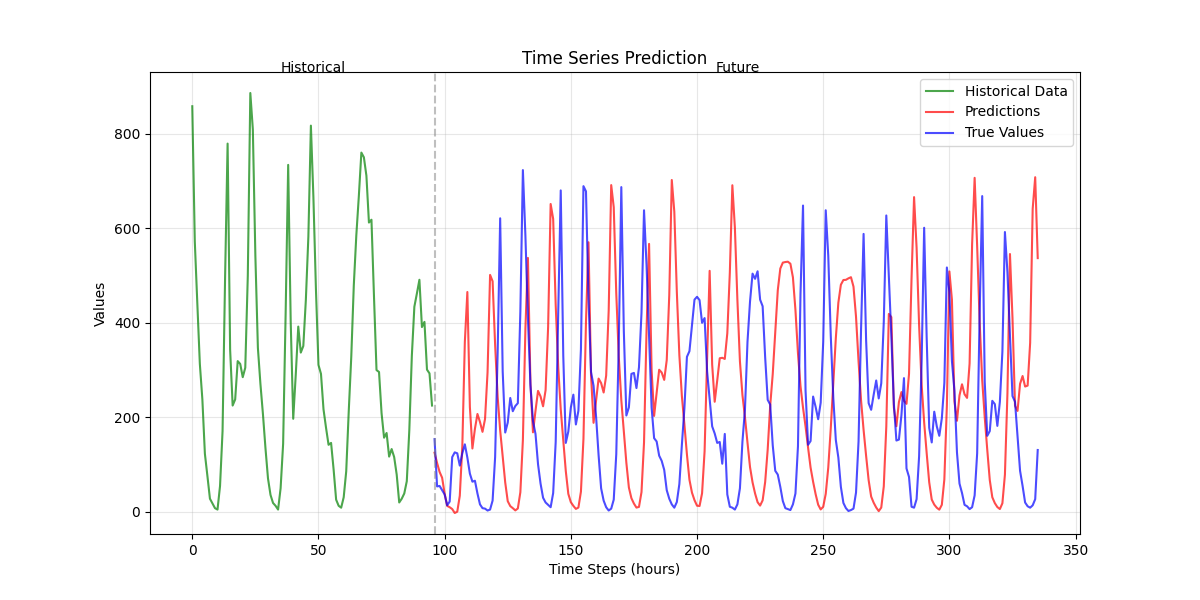 Time Series Prediction
Historical
Future
Historical Data
Predictions
True Values
Values
800
600
400
200
0
0
50
100
150
200
250
300
350
Time Steps (hours)